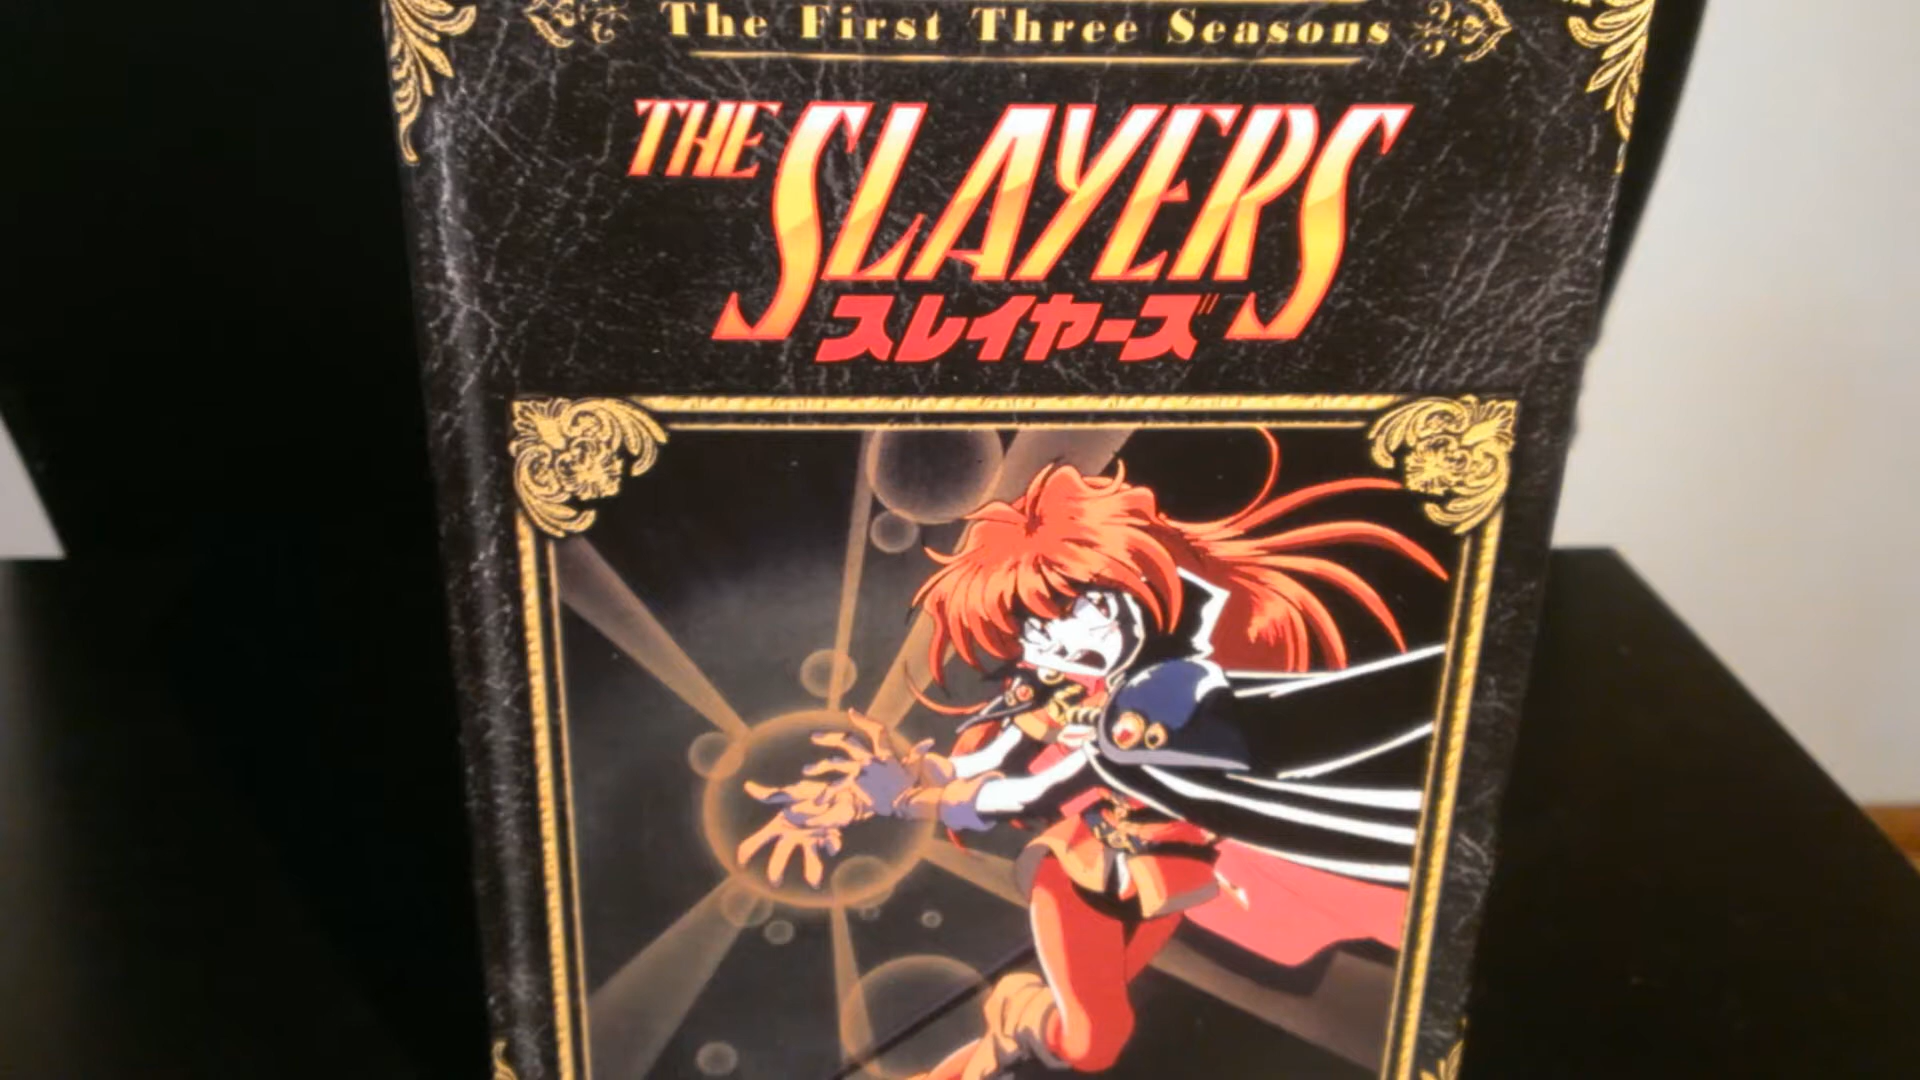 The First Three Seasons
THE SLAYERS
スレイヤーズ